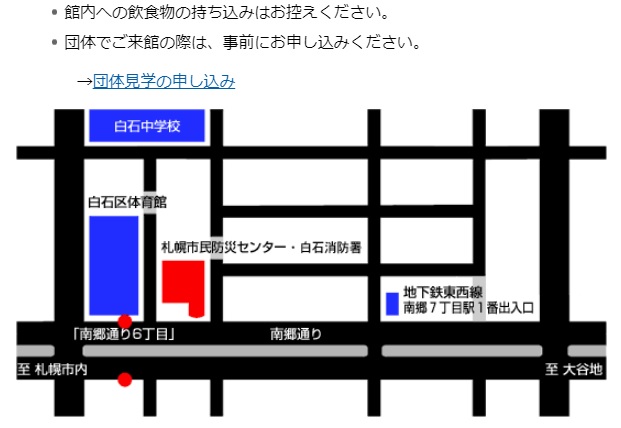 館内への飲食物の持ち込みはお控えください。
団体でご来館の際は、事前にお申し込みください。
→団体見学の申し込み
白石中学校
白石区体育館
札幌市民防災センター・白石消防署
地下鉄東西線
南郷７丁目駅１番出入口
「南郷通り6丁目」
南郷通り
至 札幌市内
至 大谷地